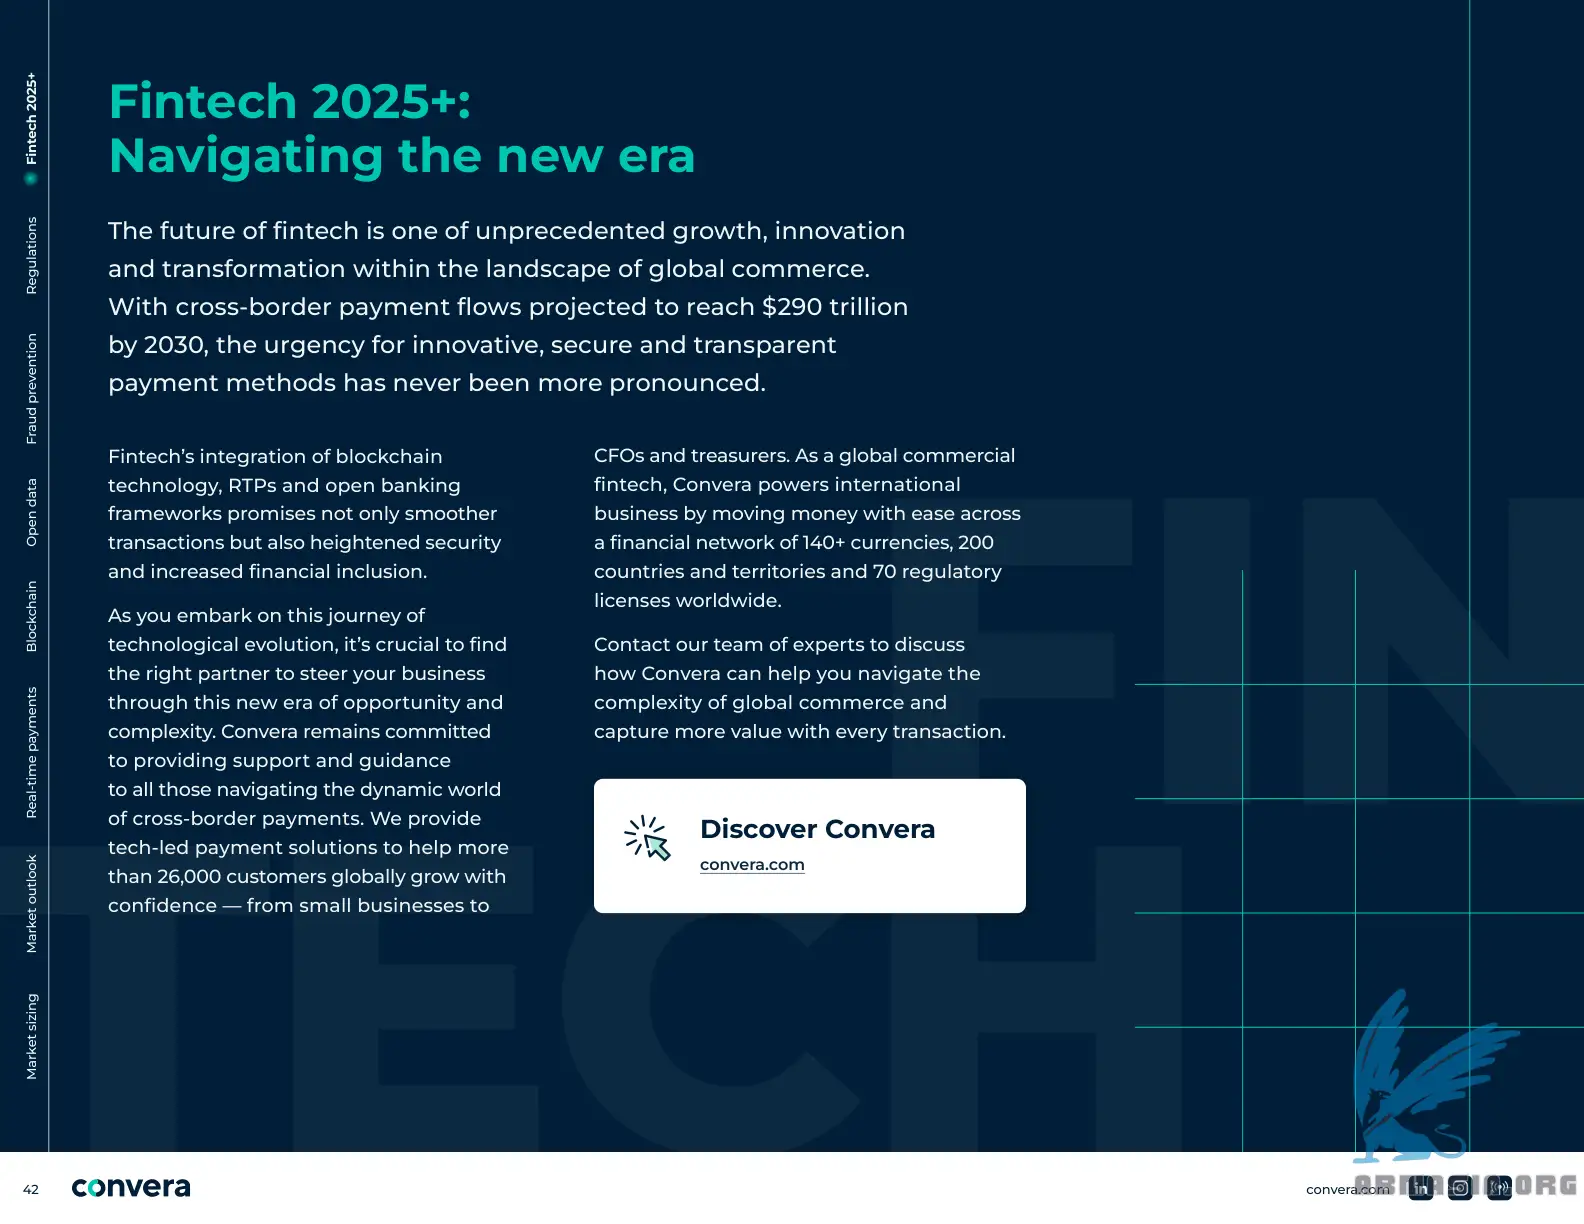 Fintech 2025+
Regulations
Fraud prevention
Open data
Blockchain
Real-time payments
Market outlook
Market sizing
Fintech 2025+:
Navigating the new era
The future of fintech is one of unprecedented growth, innovation
and transformation within the landscape of global commerce.
With cross-border payment flows projected to reach $290 trillion
by 2030, the urgency for innovative, secure and transparent
payment methods has never been more pronounced.
Fintech’s integration of blockchain
technology, RTPs and open banking
frameworks promises not only smoother
transactions but also heightened security
and increased financial inclusion.
As you embark on this journey of
technological evolution, it’s crucial to find
the right partner to steer your business
through this new era of opportunity and
complexity. Convera remains committed
to providing support and guidance
to all those navigating the dynamic world
of cross-border payments. We provide
tech-led payment solutions to help more
than 26,000 customers globally grow with
confidence — from small businesses to
CFOs and treasurers. As a global commercial
fintech, Convera powers international
business by moving money with ease across
a financial network of 140+ currencies, 200
countries and territories and 70 regulatory
licenses worldwide.
Contact our team of experts to discuss
how Convera can help you navigate the
complexity of global commerce and
capture more value with every transaction.
Discover Convera
convera.com
FIN
TECH
42
convera
convera.com